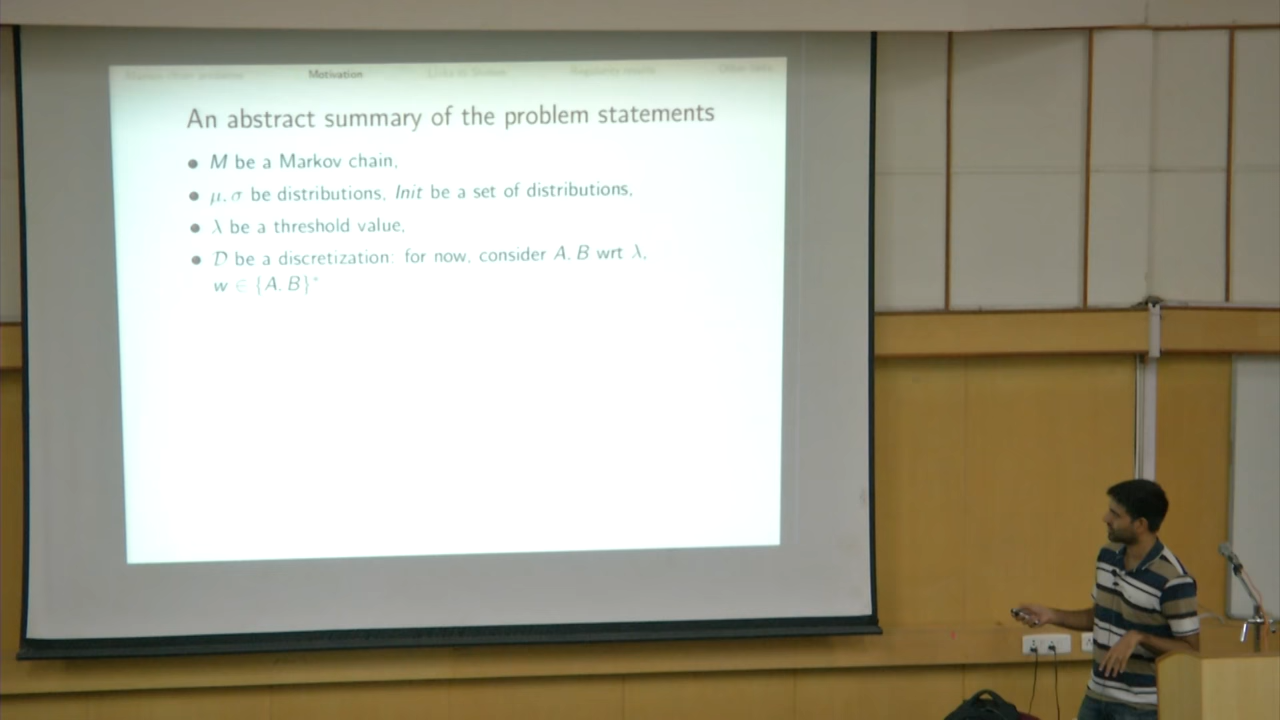 Motivation
An abstract summary of the problem statements
• M be a Markov chain,
• μ, σ be distributions, Init be a set of distributions,
• λ be a threshold value,
• D be a discretization: for now, consider A, B wrt λ,
w ∈ {A, B}*